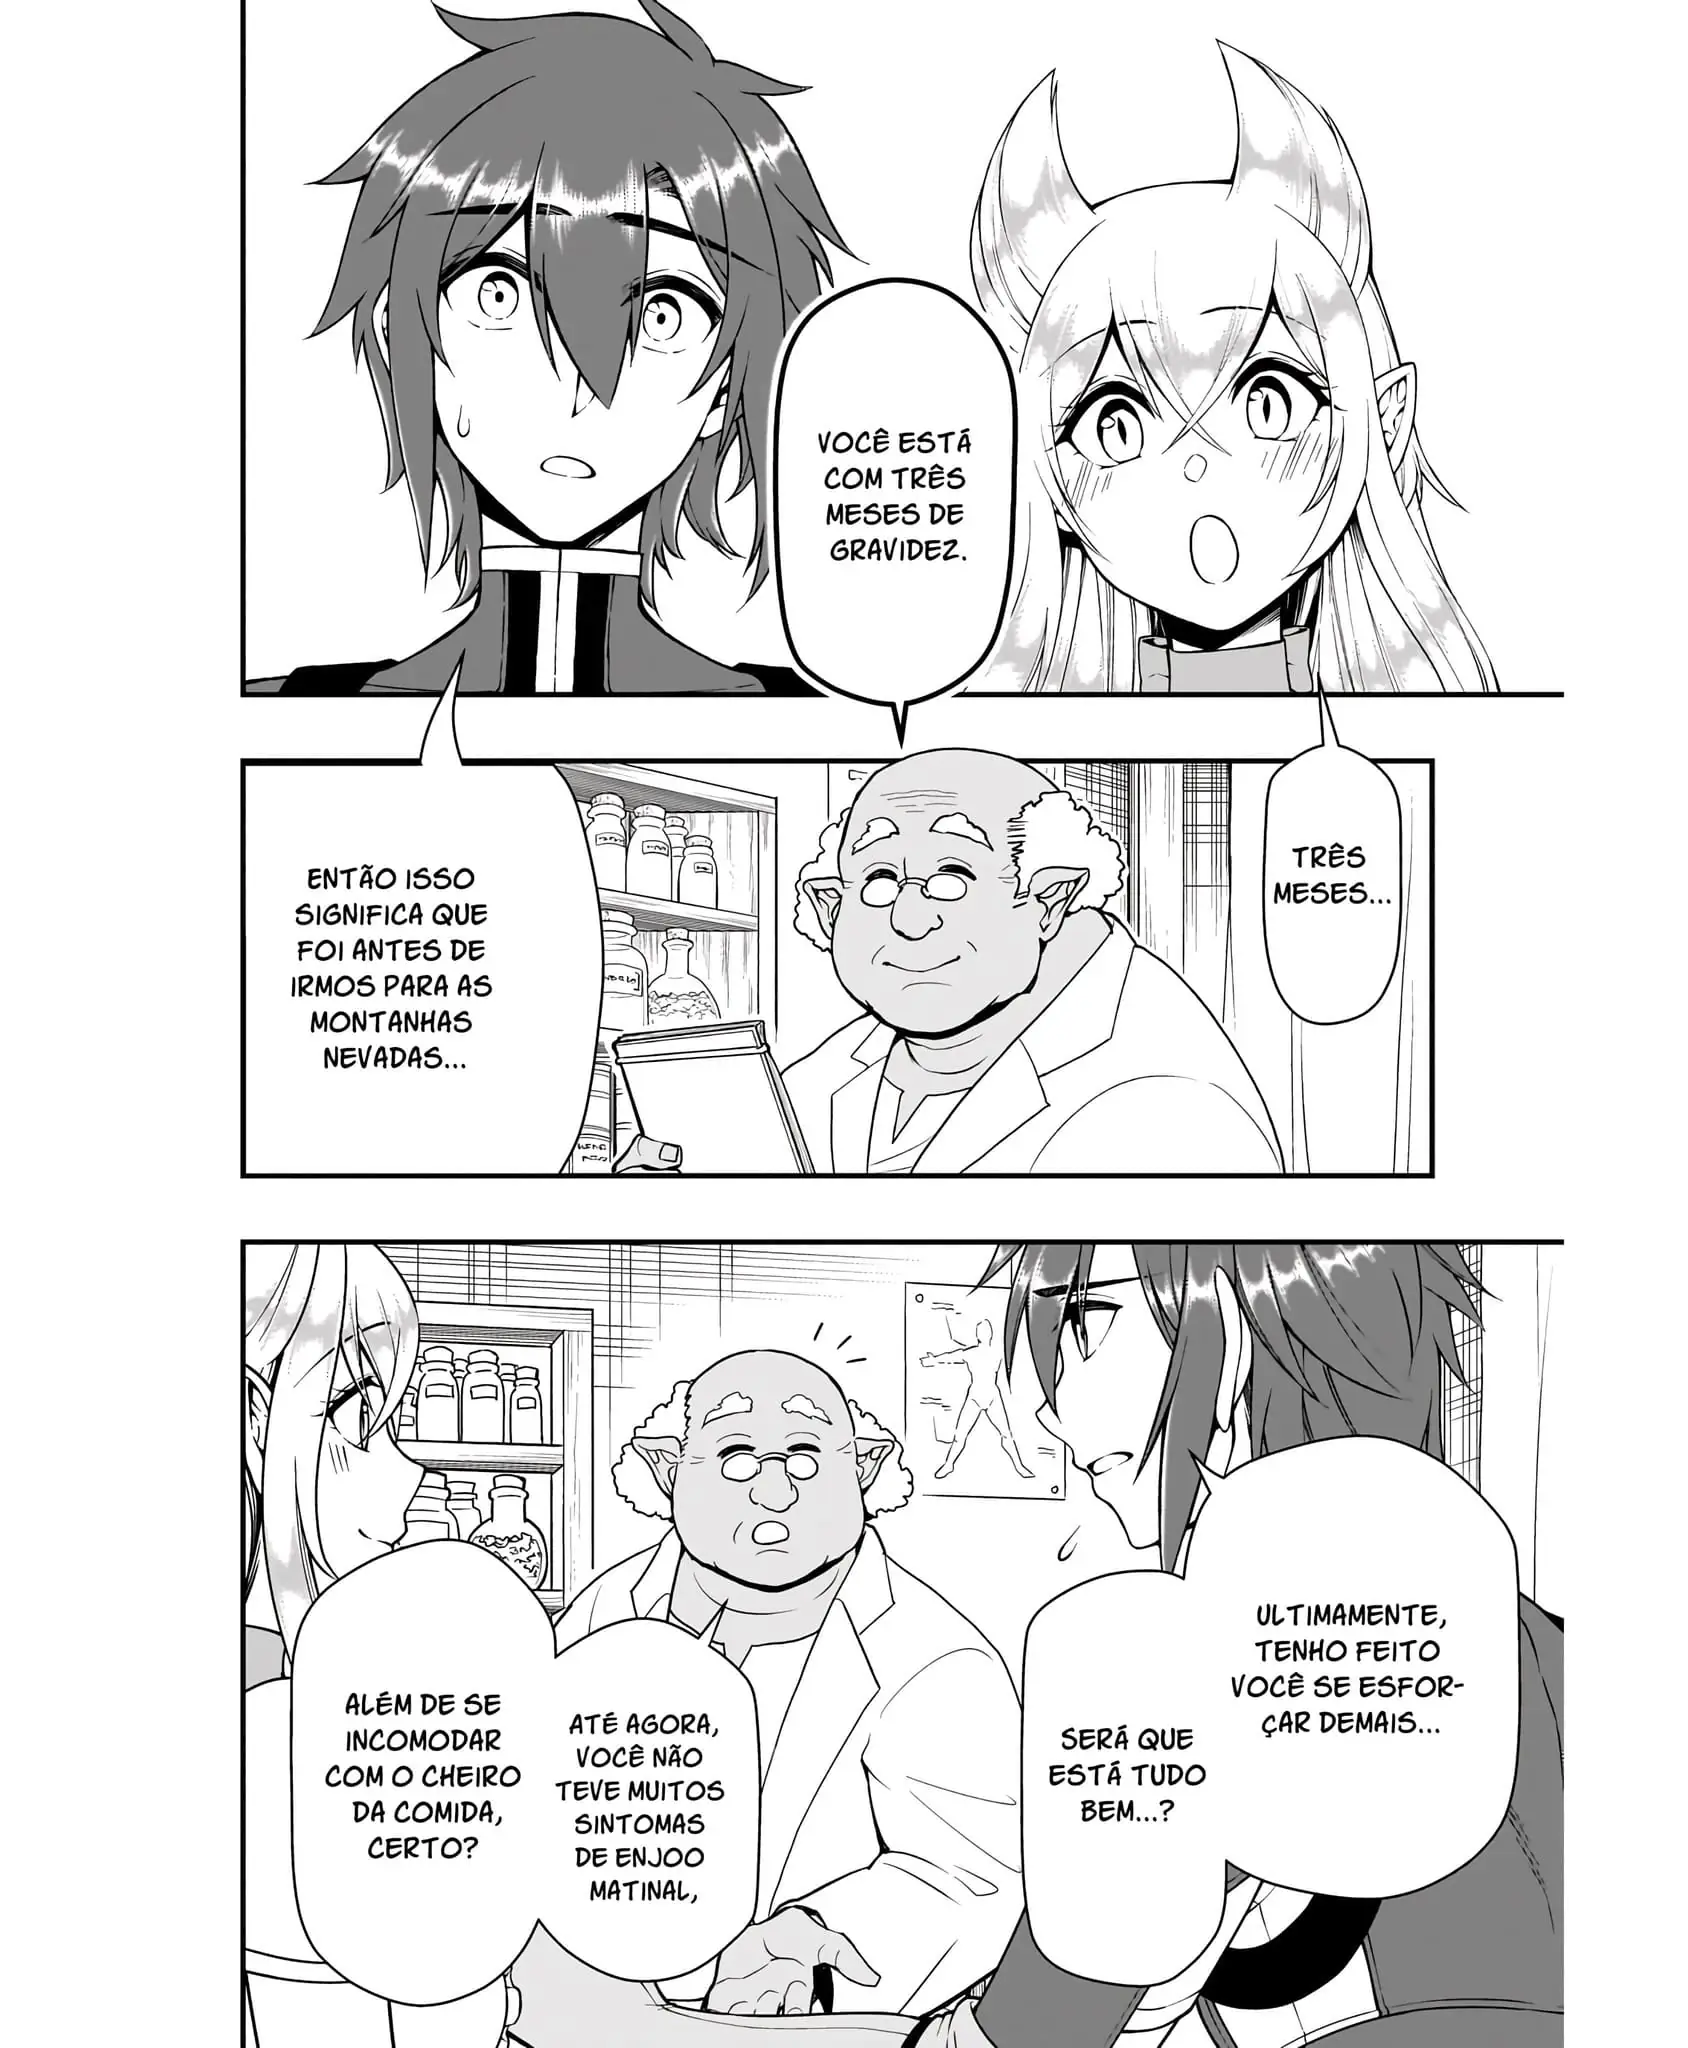 VOCÊ ESTÁ
COM TRÊS
MESES DE
GRAVIDEZ.
TRÊS
MESES...
ENTÃO ISSO
SIGNIFICA QUE
FOI ANTES DE
IRMOS PARA AS
MONTANHAS
NEVADAS...
ULTIMAMENTE,
TENHO FEITO
VOCÊ SE ESFOR-
ÇAR DEMAIS...
SERÁ QUE
ESTÁ TUDO
BEM...?
ATÉ AGORA,
VOCÊ NÃO
TEVE MUITOS
SINTOMAS
DE ENJOO
MATINAL,
ALÉM DE SE
INCOMODAR
COM O CHEIRO
DA COMIDA,
CERTO?